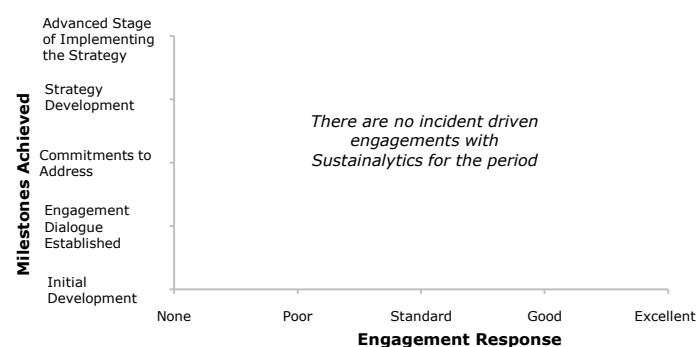 Advanced Stage
of Implementing
the Strategy
Strategy
Development
Commitments to
Address
Engagement
Dialogue
Established
Initial
Development
Milestones Achieved
There are no incident driven
engagements with
Sustainalytics for the period
None
Poor
Standard
Good
Excellent
Engagement Response